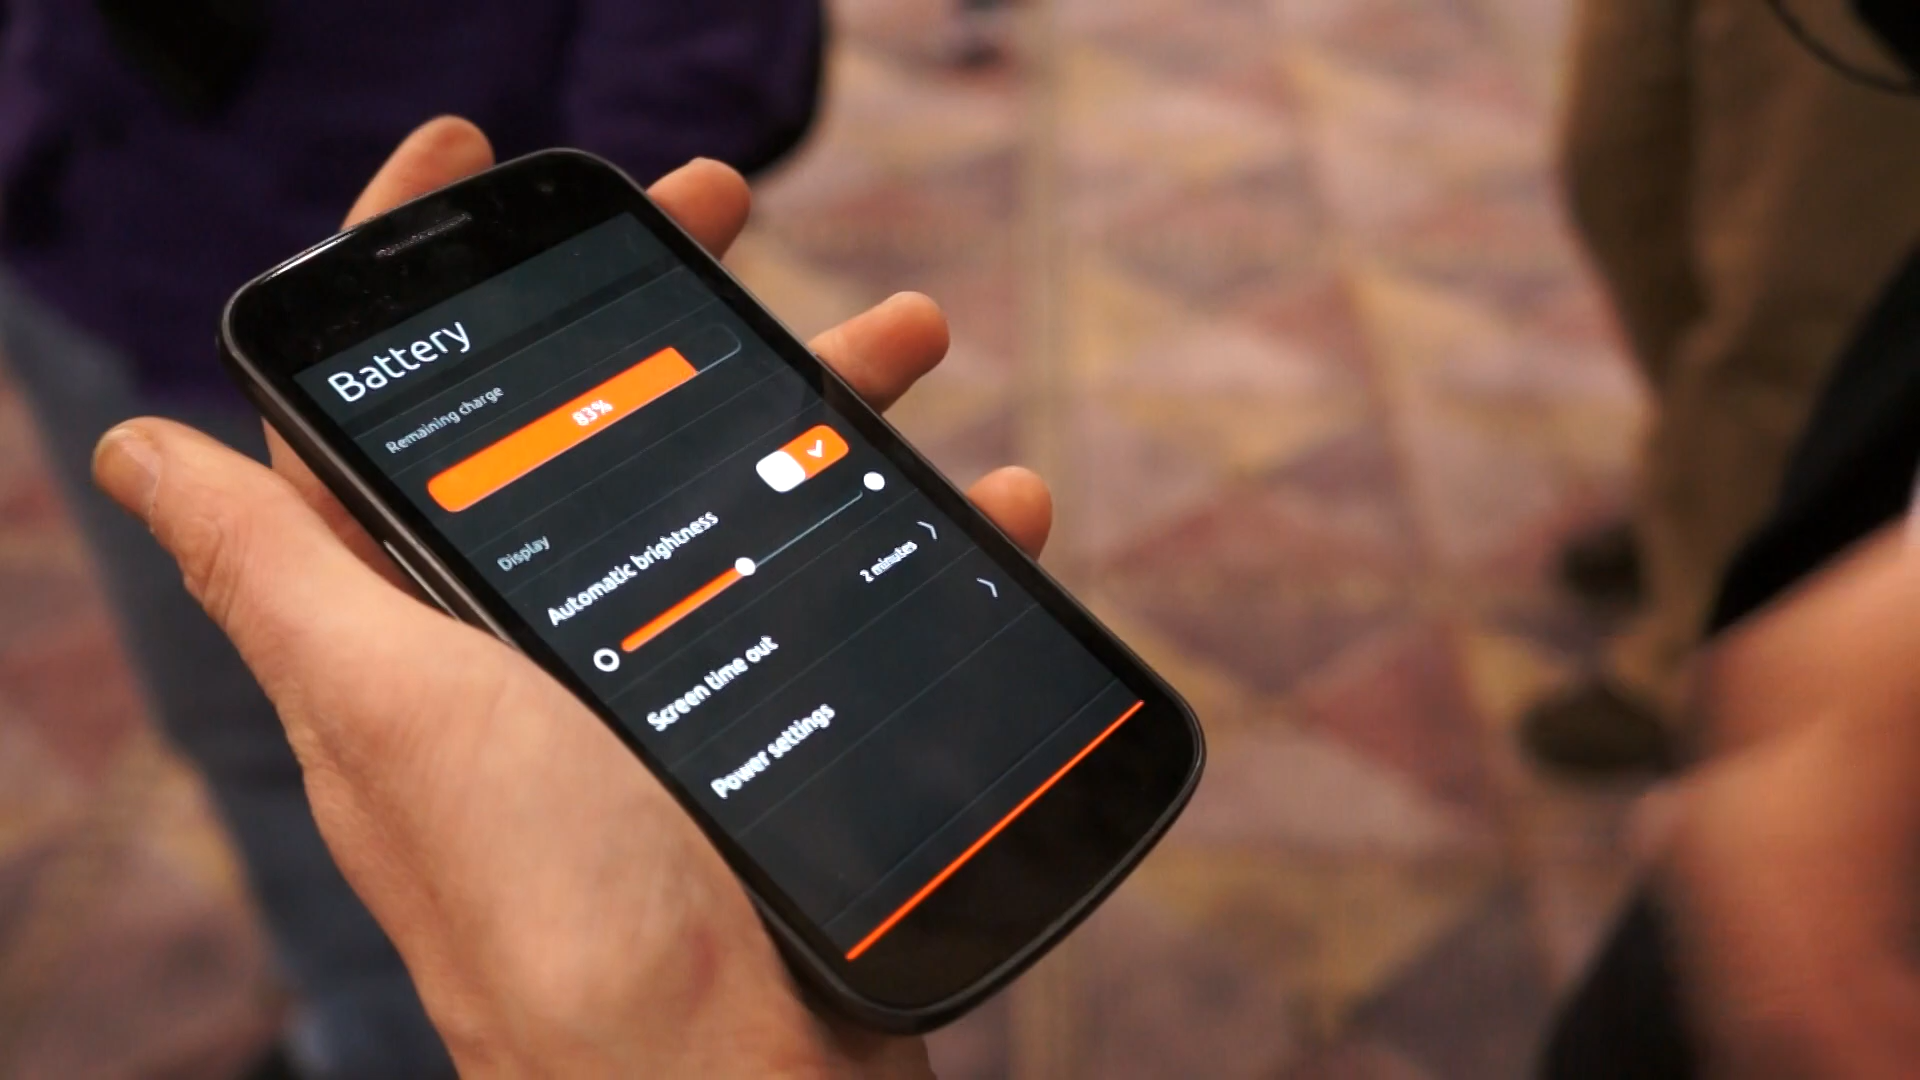 Battery
Remaining charge
83%
Display
Automatic brightness
Screen time out
2 minutes
Power settings